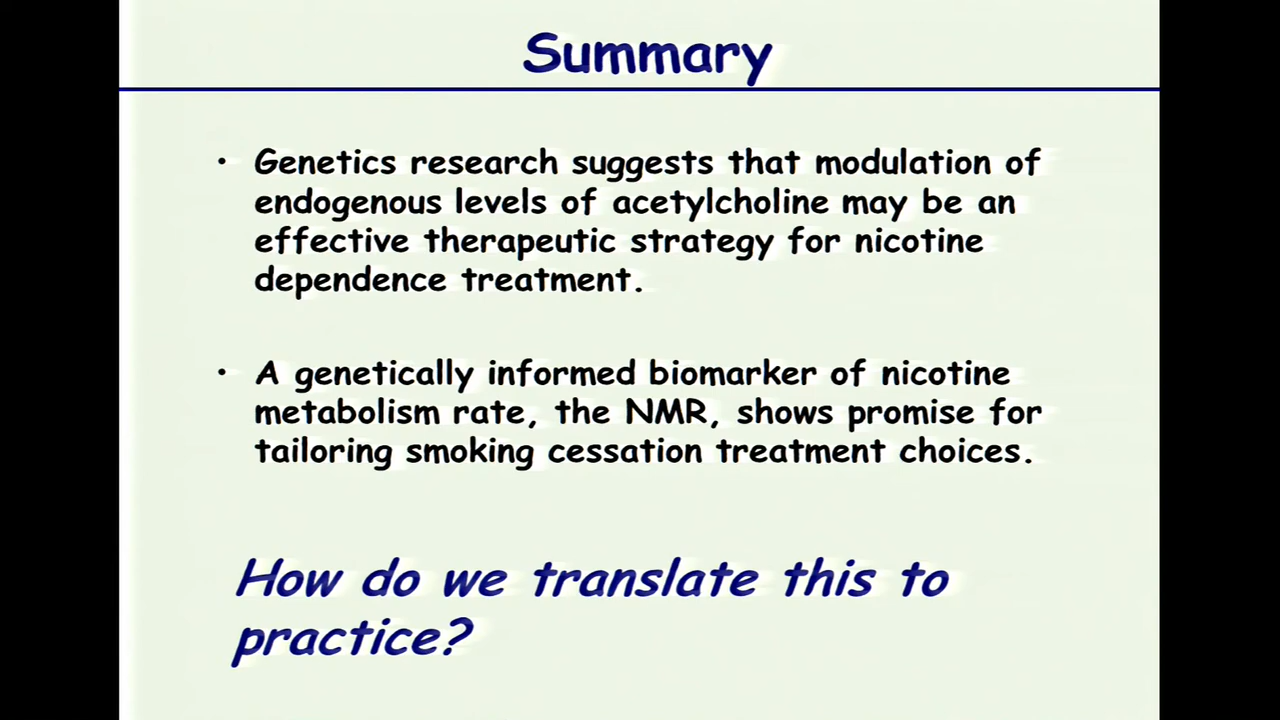 Summary
• Genetics research suggests that modulation of
endogenous levels of acetylcholine may be an
effective therapeutic strategy for nicotine
dependence treatment.
• A genetically informed biomarker of nicotine
metabolism rate, the NMR, shows promise for
tailoring smoking cessation treatment choices.
How do we translate this to
practice?